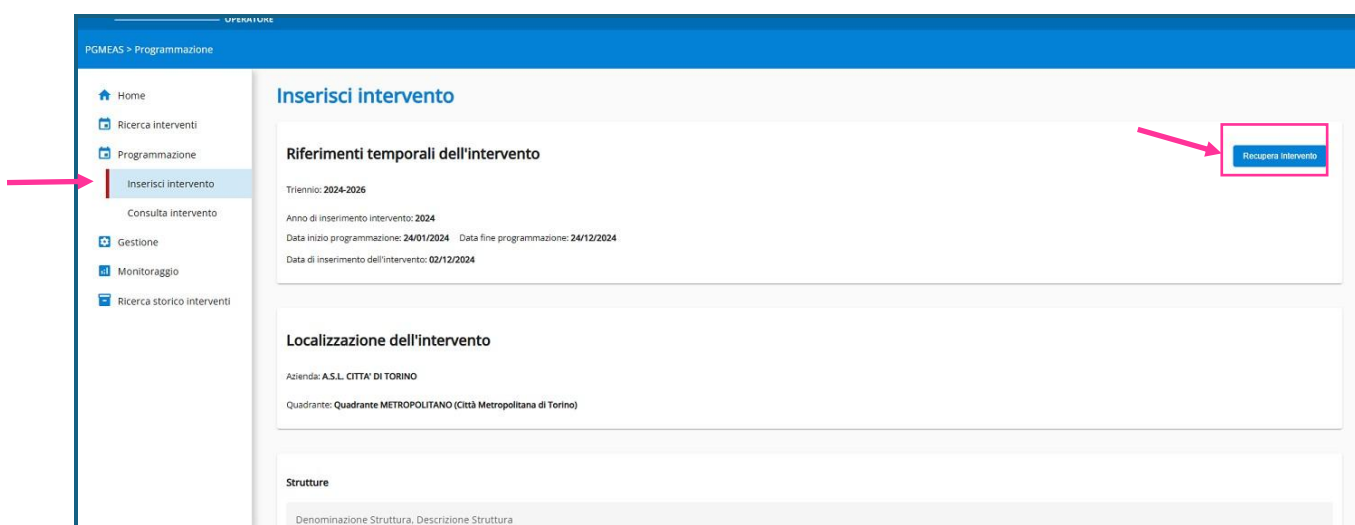 OPERATORE
PGMEAS > Programmazione
Home
Ricerca interventi
Programmazione
Inserisci intervento
Consulta intervento
Gestione
Monitoraggio
Ricerca storico interventi
Inserisci intervento
Riferimenti temporali dell'intervento
Recupera Intervento
Triennio: 2024-2026
Anno di inserimento intervento: 2024
Data inizio programmazione: 24/01/2024 Data fine programmazione: 24/12/2024
Data di inserimento dell'intervento: 02/12/2024
Localizzazione dell'intervento
Azienda: A.S.L. CITTA' DI TORINO
Quadrante: Quadrante METROPOLITANO (Città Metropolitana di Torino)
Strutture
Denominazione Struttura, Descrizione Struttura